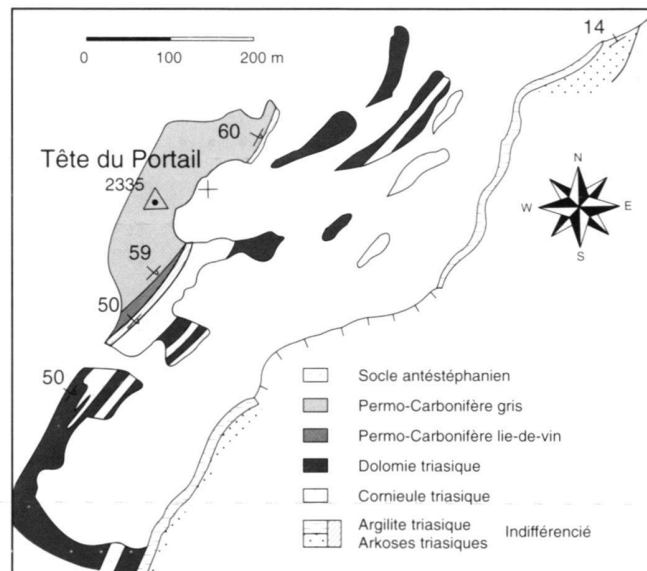 14
0 100 200 m
60
Tête du Portail
2335
N
W E
S
59
50
50
Socle antéstéphanien
Permo-Carbonifère gris
Permo-Carbonifère lie-de-vin
Dolomie triasique
Cornieule triasique
Argilite triasique
Indifférencié
Arkoses triasiques